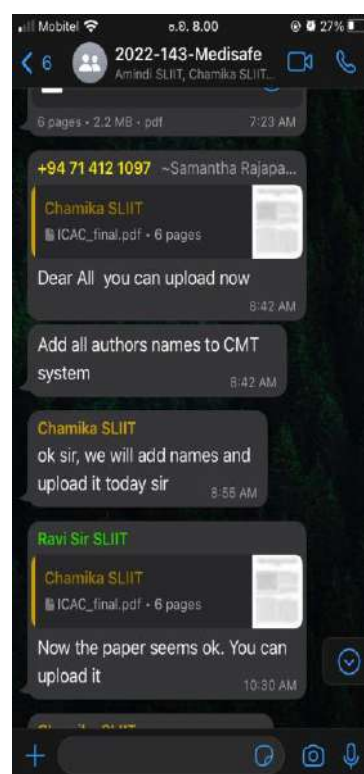 Mobitel
ප.ව. 8.00
27%
6
2022-143-Medisafe
Amindi SLIIT, Chamika SLIIT...
6 pages • 2.2 MB • pdf
7:23 AM
+94 71 412 1097 ~Samantha Rajapa...
Chamika SLIIT
ICAC_final.pdf • 6 pages
Dear All you can upload now
8:42 AM
Add all authors names to CMT
system
8:42 AM
Chamika SLIIT
ok sir, we will add names and
upload it today sir
8:55 AM
Ravi Sir SLIIT
Chamika SLIIT
ICAC_final.pdf • 6 pages
Now the paper seems ok. You can
upload it
10:30 AM